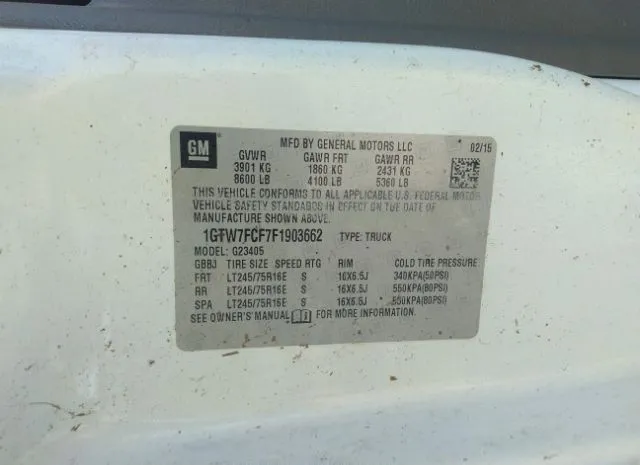 GM
MFD BY GENERAL MOTORS LLC 02/15
GVWR GAWR FRT GAWR RR
3901 KG 1860 KG 2431 KG
8600 LB 4100 LB 5360 LB
THIS VEHICLE CONFORMS TO ALL APPLICABLE U.S. FEDERAL MOTOR
VEHICLE SAFETY STANDARDS IN EFFECT ON THE DATE OF
MANUFACTURE SHOWN ABOVE.
1GTW7FCF7F1903662 TYPE: TRUCK
MODEL: G23405
GBBJ TIRE SIZE SPEED RTG RIM COLD TIRE PRESSURE
FRT LT245/75R16E S 16X6.5J 340KPA(50PSI)
RR LT245/75R16E S 16X6.5J 550KPA(80PSI)
SPA LT245/75R16E S 16X6.5J 550KPA(80PSI)
SEE OWNER'S MANUAL FOR MORE INFORMATION.